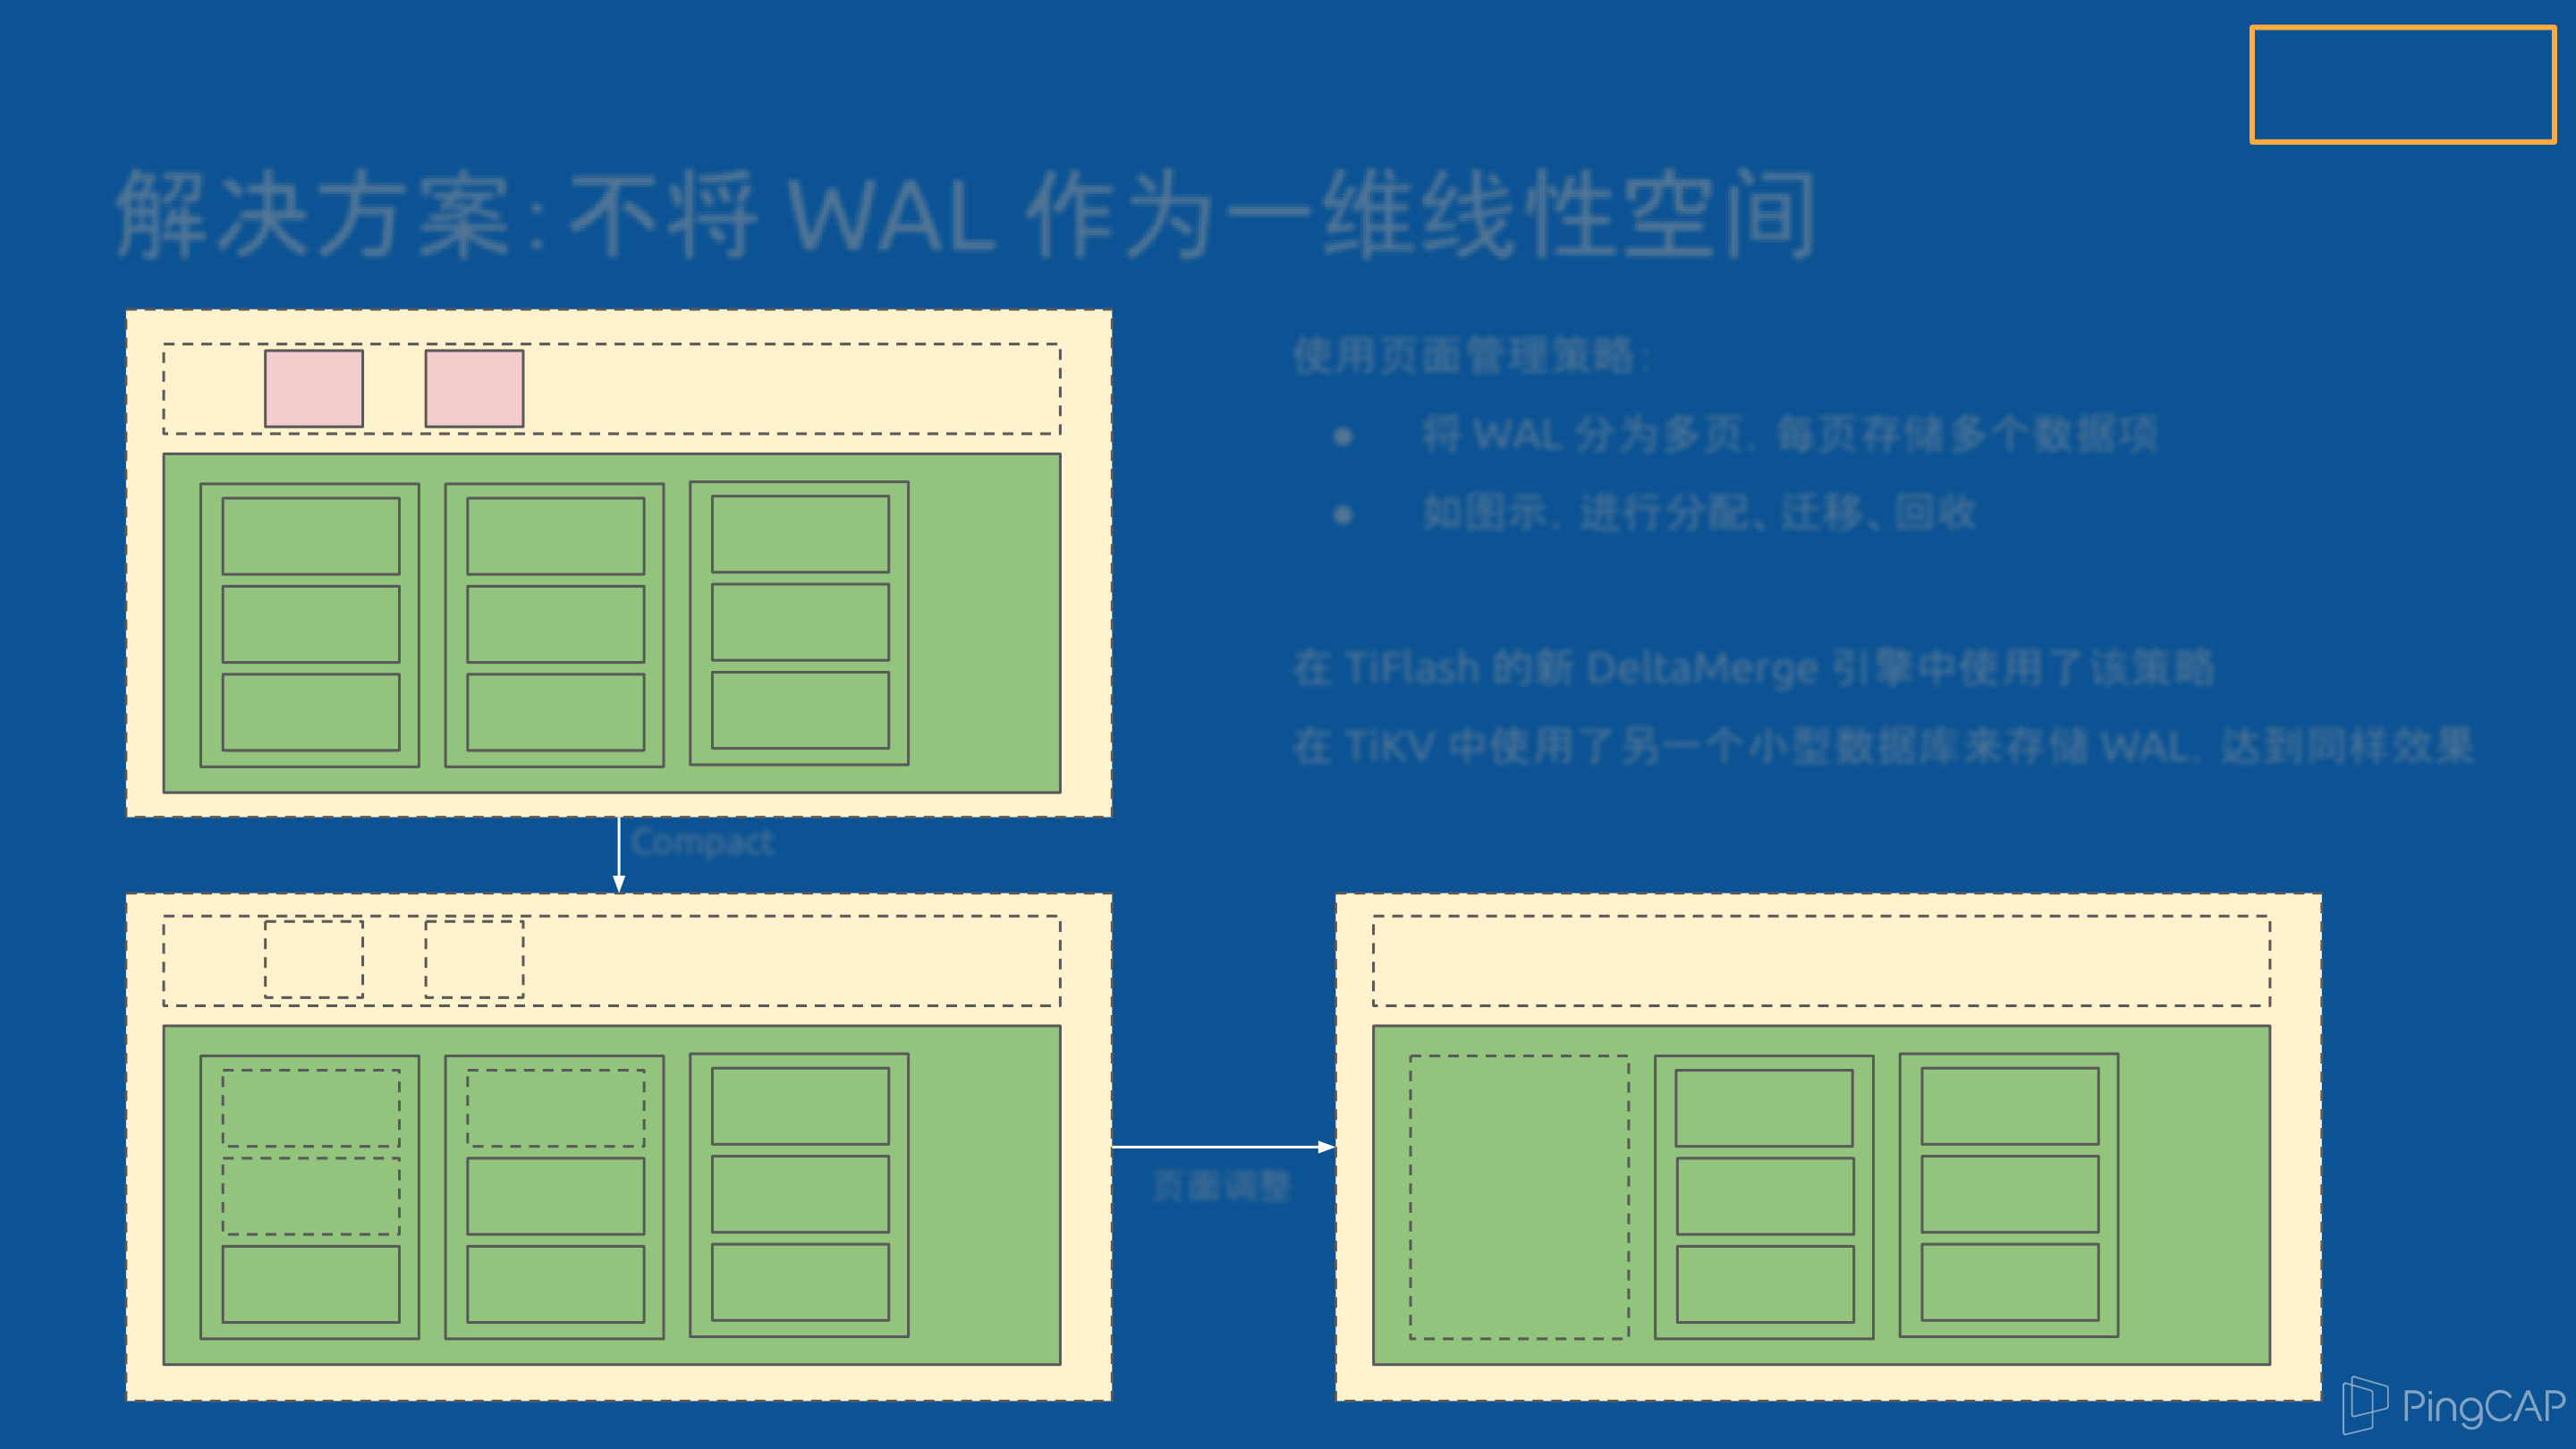 解决方案：不将 WAL 作为一维线性空间
使用页面管理策略：
● 将 WAL 分为多页，每页存储多个数据项
● 如图示，进行分配、迁移、回收
在 TiFlash 的新 DeltaMerge 引擎中使用了该策略
在 TiKV 中使用了另一个小型数据库来存储 WAL，达到同样效果
Compact
页面调整
PingCAP